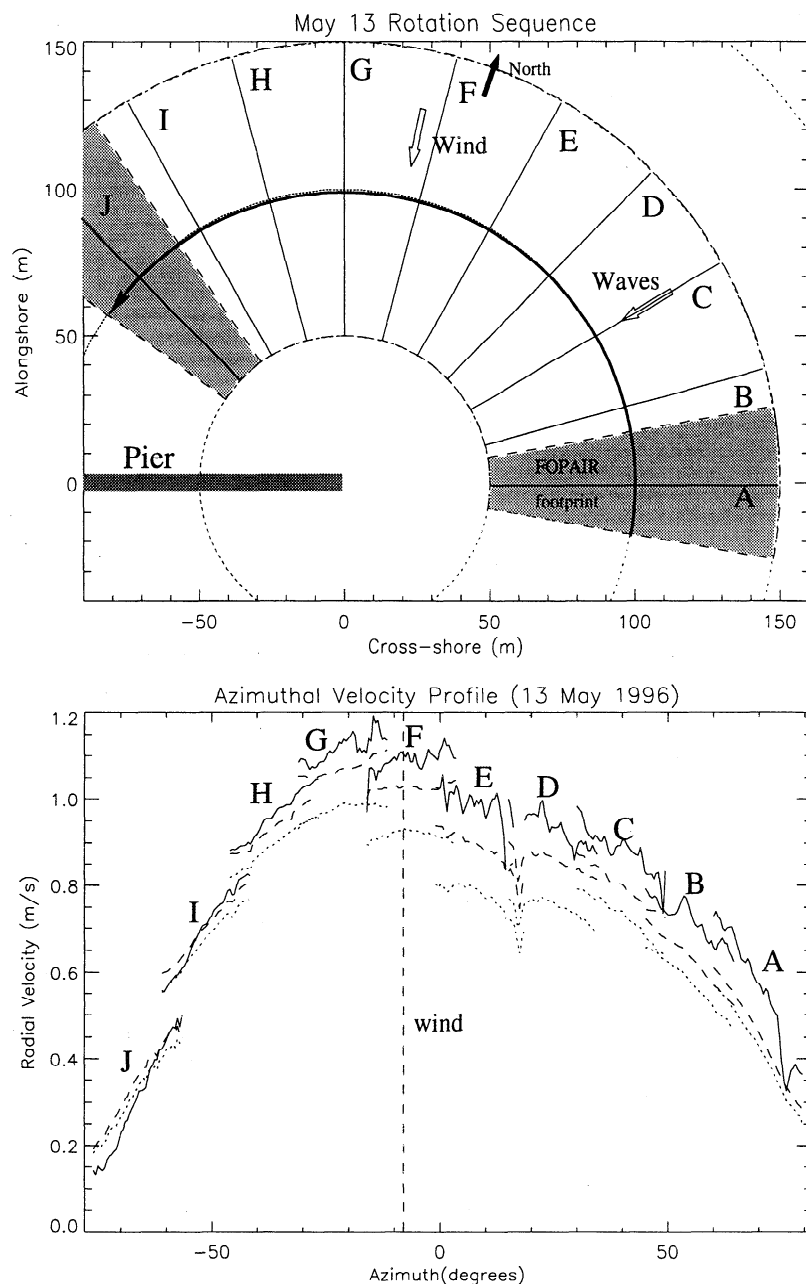 May 13 Rotation Sequence
150
100
50
0
Alongshore (m)
G
H
F
North
I
E
Wind
D
J
Waves
C
B
Pier
FOPAIR
footprint
A
-50 0 50 100 150
Cross-shore (m)
Azimuthal Velocity Profile (13 May 1996)
1.2
1.0
0.8
0.6
0.4
0.2
0.0
Radial Velocity (m/s)
G
F
H
E
D
C
B
I
A
wind
J
-50 0 50
Azimuth(degrees)